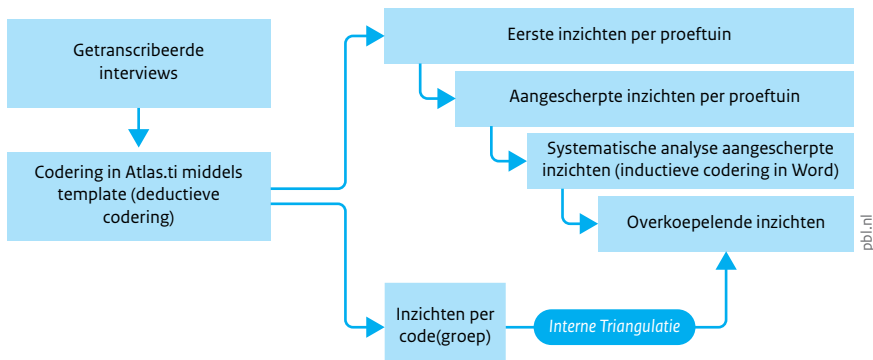 Getranscribeerde
interviews
Codering in Atlas.ti middels
template (deductieve
codering)
Eerste inzichten per proeftuin
Aangescherpte inzichten per proeftuin
Systematische analyse aangescherpte
inzichten (inductieve codering in Word)
Overkoepelende inzichten
Inzichten per
code(groep)
Interne Triangulatie
pbl.nl